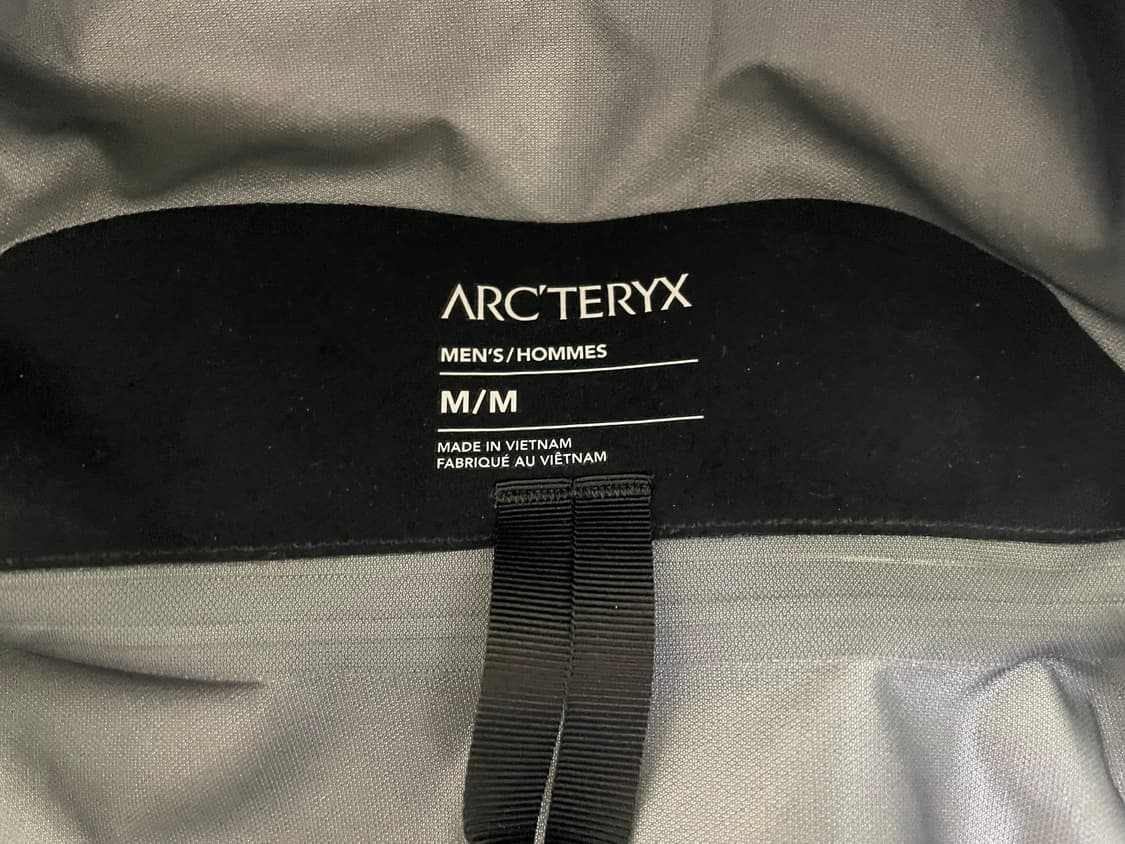 ARC'TERYX
MEN'S/HOMMES
M/M
MADE IN VIETNAM
FABRIQUÉ AU VIÊTNAM